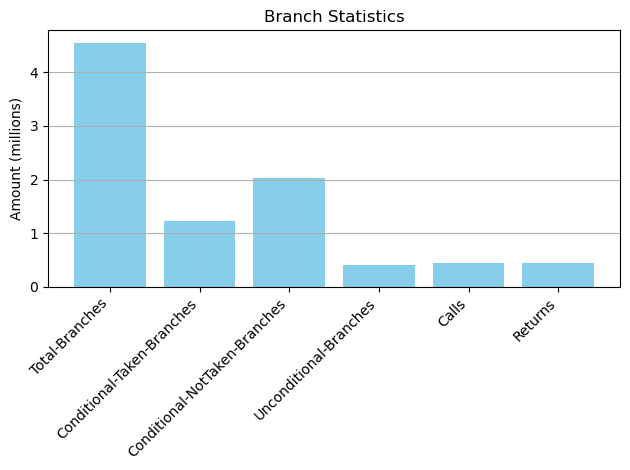 Branch Statistics
Amount (millions)
4
3
2
1
0
Total-Branches
Conditional-Taken-Branches
Conditional-NotTaken-Branches
Unconditional-Branches
Calls
Returns